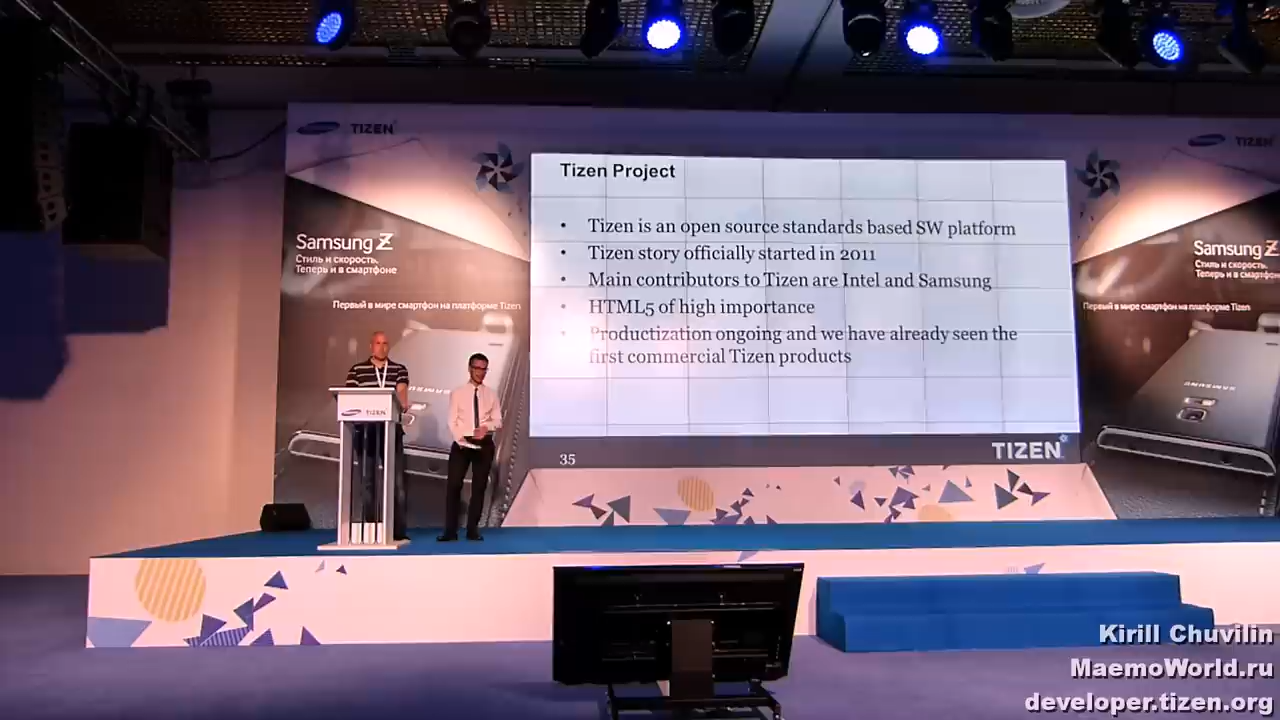 TIZEN
TIZEN
Samsung Z
Стиль и скорость.
Теперь и в смартфоне
Первый в мире смартфон на платформе Tizen
SAMSUNG
TIZEN
Tizen Project
• Tizen is an open source standards based SW platform
• Tizen story officially started in 2011
• Main contributors to Tizen are Intel and Samsung
• HTML5 of high importance
• Productization ongoing and we have already seen the
first commercial Tizen products
35
TIZEN
Samsung Z
Стиль и скорость.
Теперь и в смартфоне
Первый в мире смартфон на платформе Tizen
SAMSUNG
Kirill Chuvilin
MaemoWorld.ru
developer.tizen.org